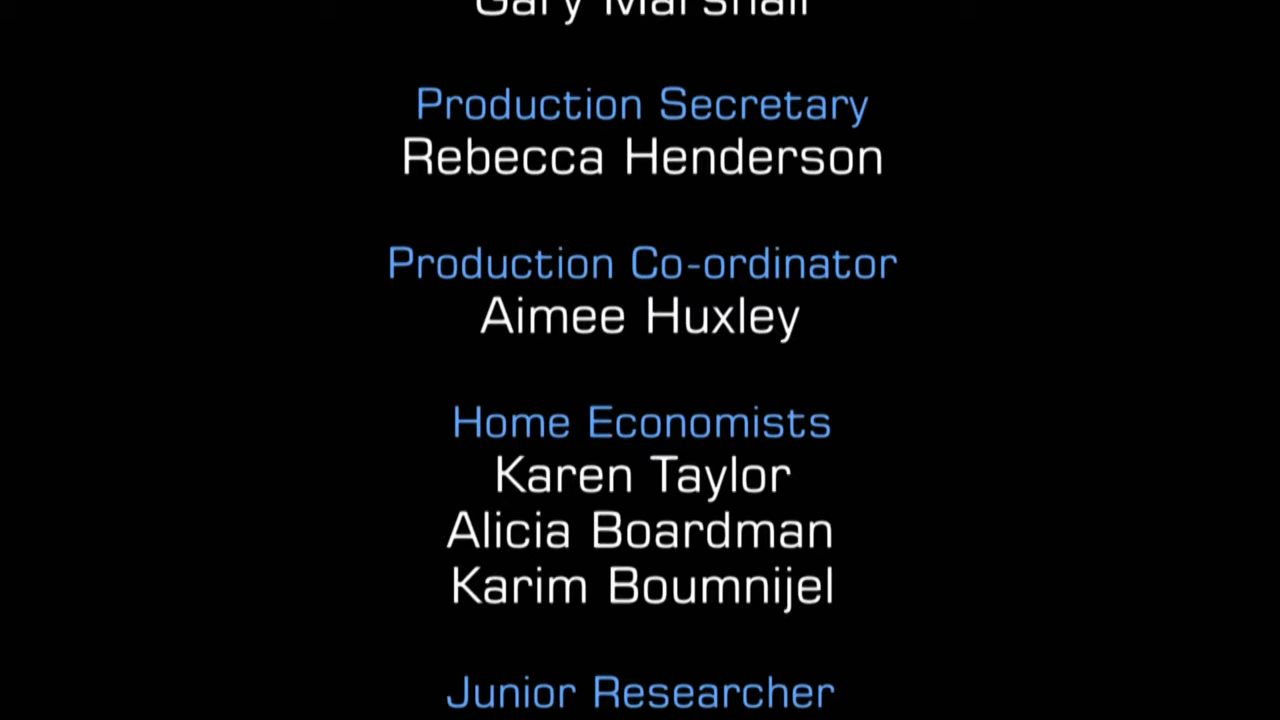 Gary Marshall
Production Secretary
Rebecca Henderson
Production Co-ordinator
Aimee Huxley
Home Economists
Karen Taylor
Alicia Boardman
Karim Boumnijel
Junior Researcher